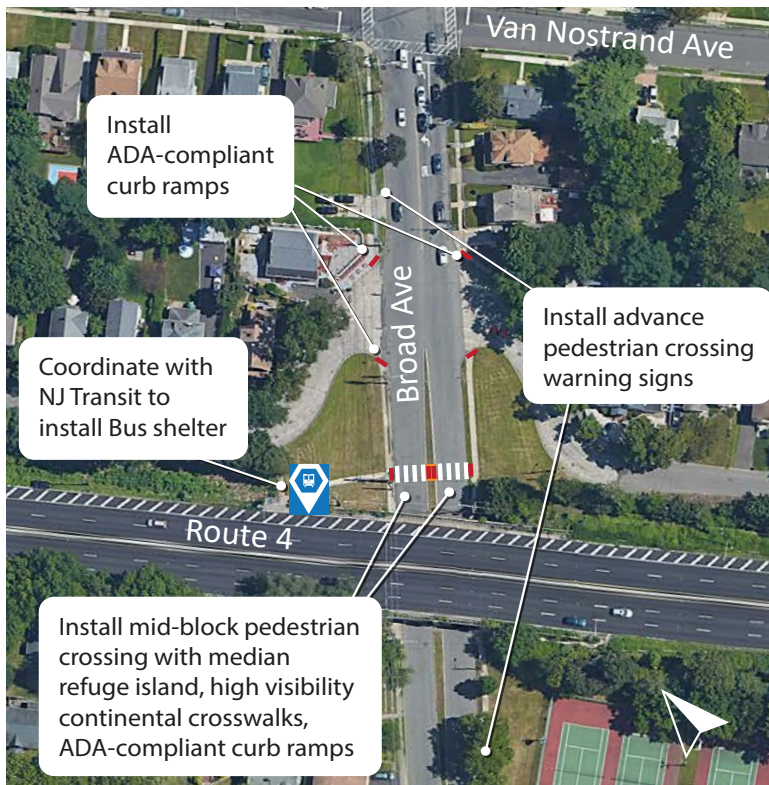 Van Nostrand Ave
Install
ADA-compliant
curb ramps
Broad Ave
Install advance
pedestrian crossing
warning signs
Coordinate with
NJ Transit to
install Bus shelter
Route 4
Install mid-block pedestrian
crossing with median
refuge island, high visibility
continental crosswalks,
ADA-compliant curb ramps